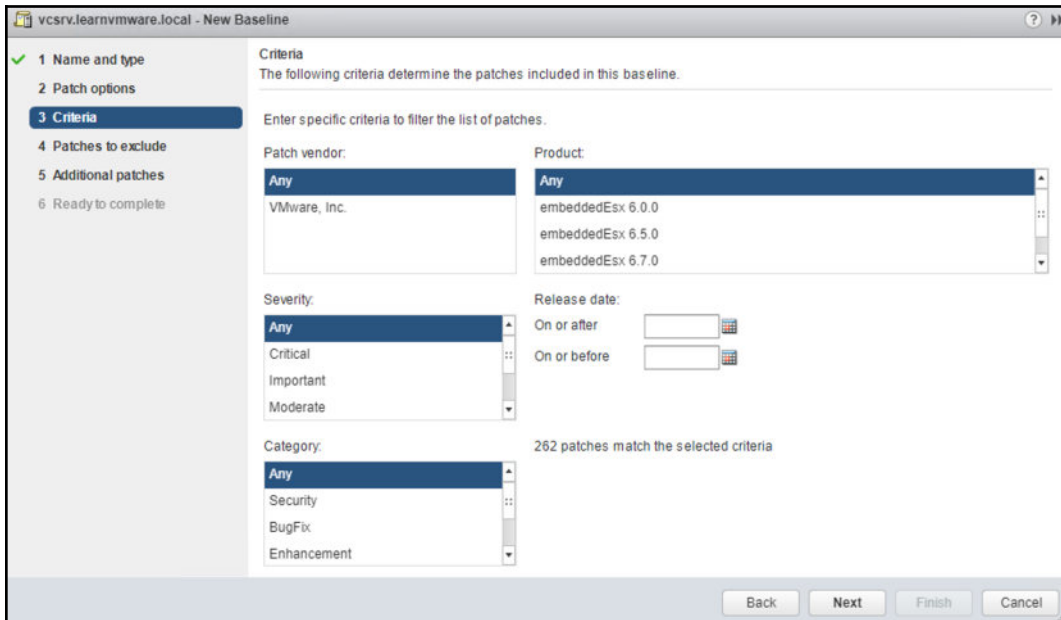 vcsrv.learnvmware.local - New Baseline
?
1 Name and type
2 Patch options
3 Criteria
4 Patches to exclude
5 Additional patches
6 Ready to complete
Criteria
The following criteria determine the patches included in this baseline.
Enter specific criteria to filter the list of patches.
Patch vendor:
Any
VMware, Inc.
Product:
Any
embeddedEsx 6.0.0
embeddedEsx 6.5.0
embeddedEsx 6.7.0
Severity:
Any
Critical
Important
Moderate
Release date:
On or after
On or before
Category:
Any
Security
BugFix
Enhancement
262 patches match the selected criteria
Back
Next
Finish
Cancel